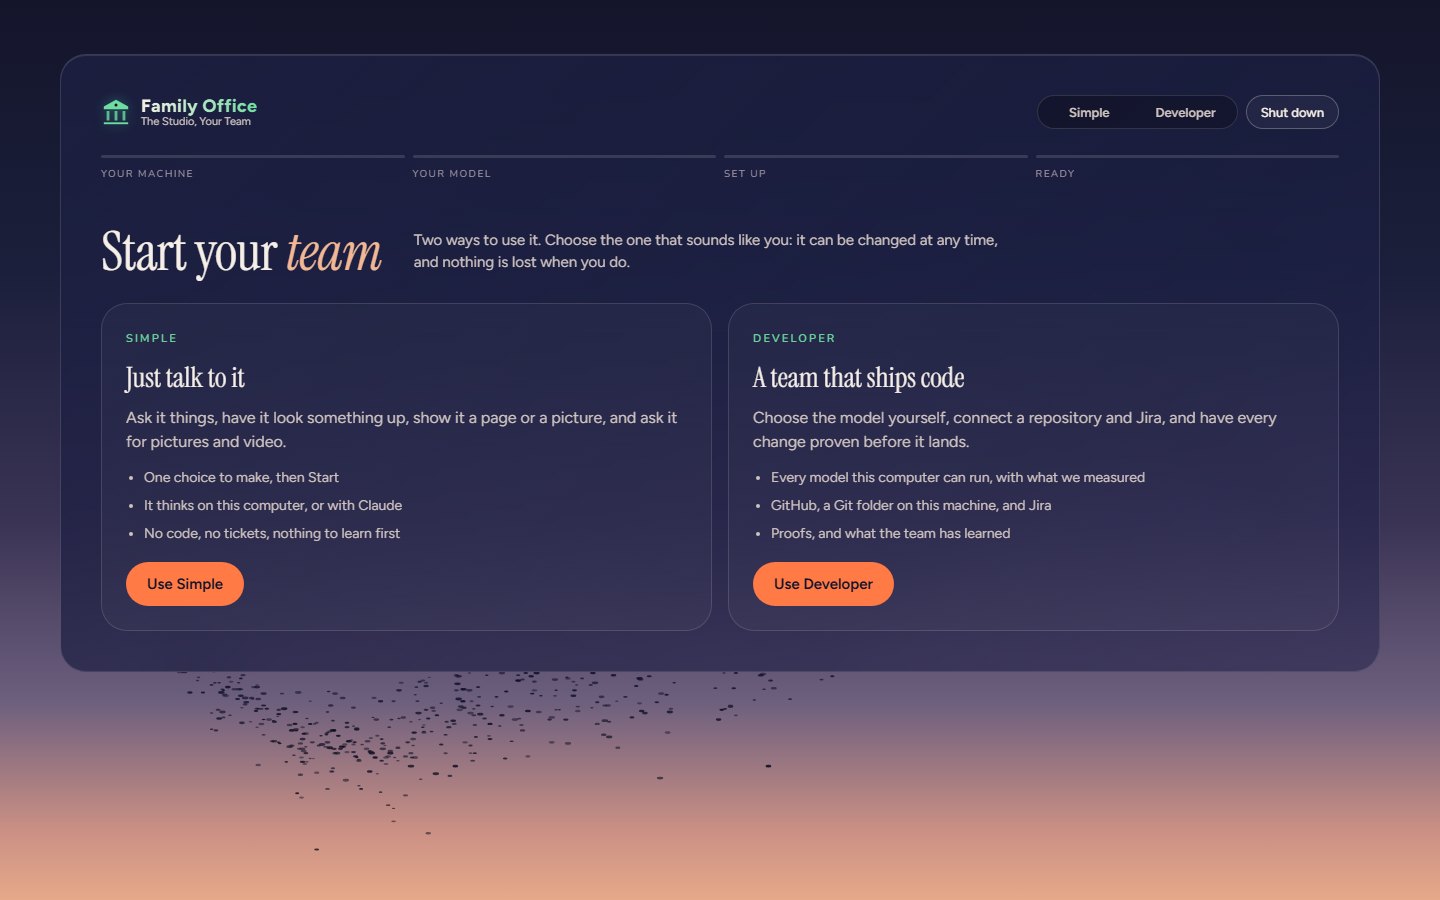 Family Office
The Studio, Your Team
Simple
Developer
Shut down
YOUR MACHINE
YOUR MODEL
SET UP
READY
Start your team
Two ways to use it. Choose the one that sounds like you: it can be changed at any time,
and nothing is lost when you do.
SIMPLE
Just talk to it
Ask it things, have it look something up, show it a page or a picture, and ask it
for pictures and video.
• One choice to make, then Start
• It thinks on this computer, or with Claude
• No code, no tickets, nothing to learn first
Use Simple
DEVELOPER
A team that ships code
Choose the model yourself, connect a repository and Jira, and have every
change proven before it lands.
• Every model this computer can run, with what we measured
• GitHub, a Git folder on this machine, and Jira
• Proofs, and what the team has learned
Use Developer